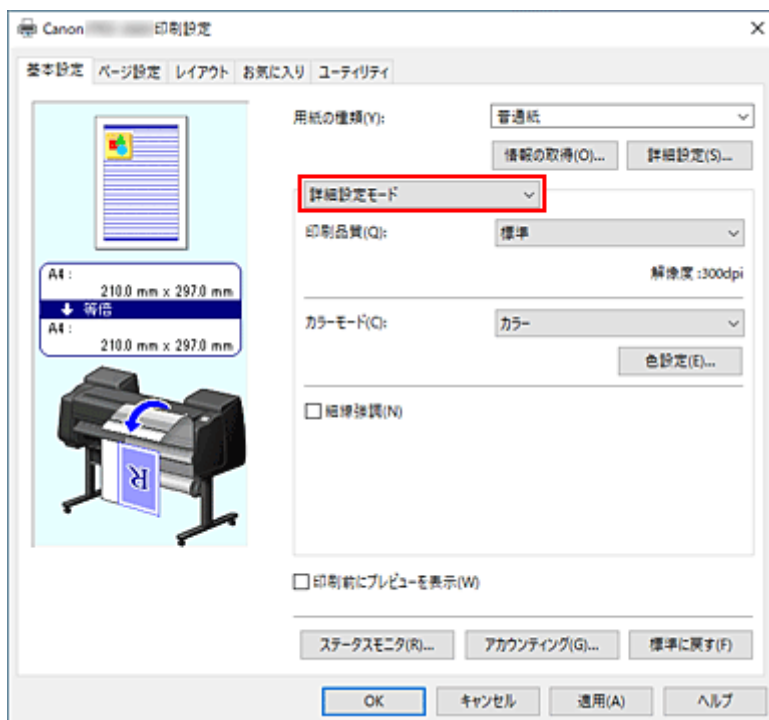 Canon 印刷設定
基本設定 ページ設定 レイアウト お気に入り ユーティリティ
用紙の種類(Y): 普通紙
情報の取得(O)... 詳細設定(S)...
詳細設定モード
印刷品質(Q): 標準
解像度 :300dpi
A4 :
210.0 mm x 297.0 mm
等倍
A4 :
210.0 mm x 297.0 mm
カラーモード(C): カラー
色設定(E)...
細線強調(N)
R
印刷前にプレビューを表示(W)
ステータスモニタ(R)... アカウンティング(G)... 標準に戻す(F)
OK キャンセル 適用(A) ヘルプ